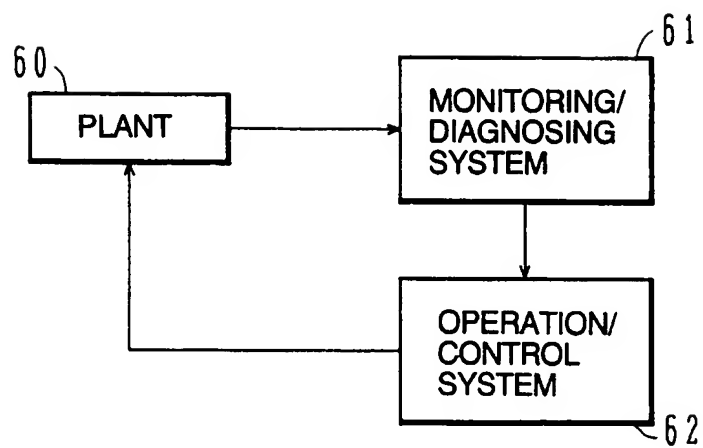 60
PLANT
61
MONITORING/
DIAGNOSING
SYSTEM
OPERATION/
CONTROL
SYSTEM
62